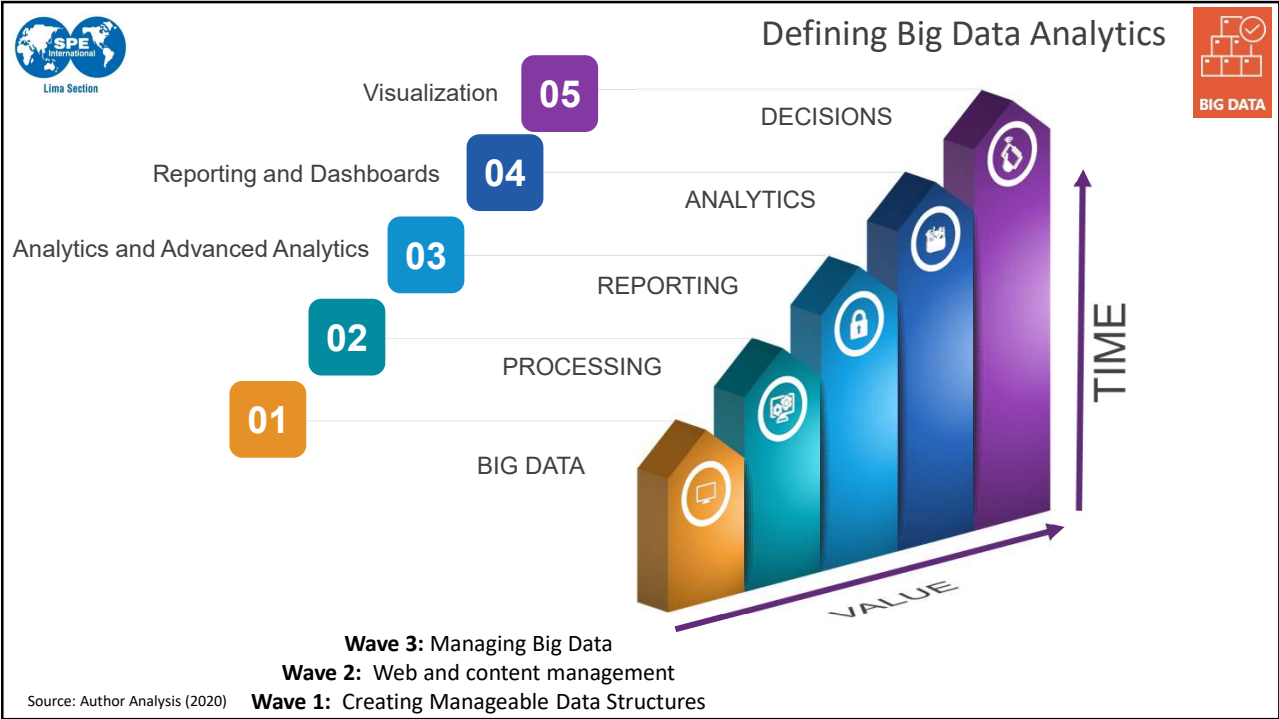 SPE
International
Lima Section
Defining Big Data Analytics
BIG DATA
Visualization
05
DECISIONS
Reporting and Dashboards
04
ANALYTICS
Analytics and Advanced Analytics
03
REPORTING
02
PROCESSING
01
BIG DATA
TIME
VALUE
Wave 3: Managing Big Data
Wave 2: Web and content management
Source: Author Analysis (2020)
Wave 1: Creating Manageable Data Structures